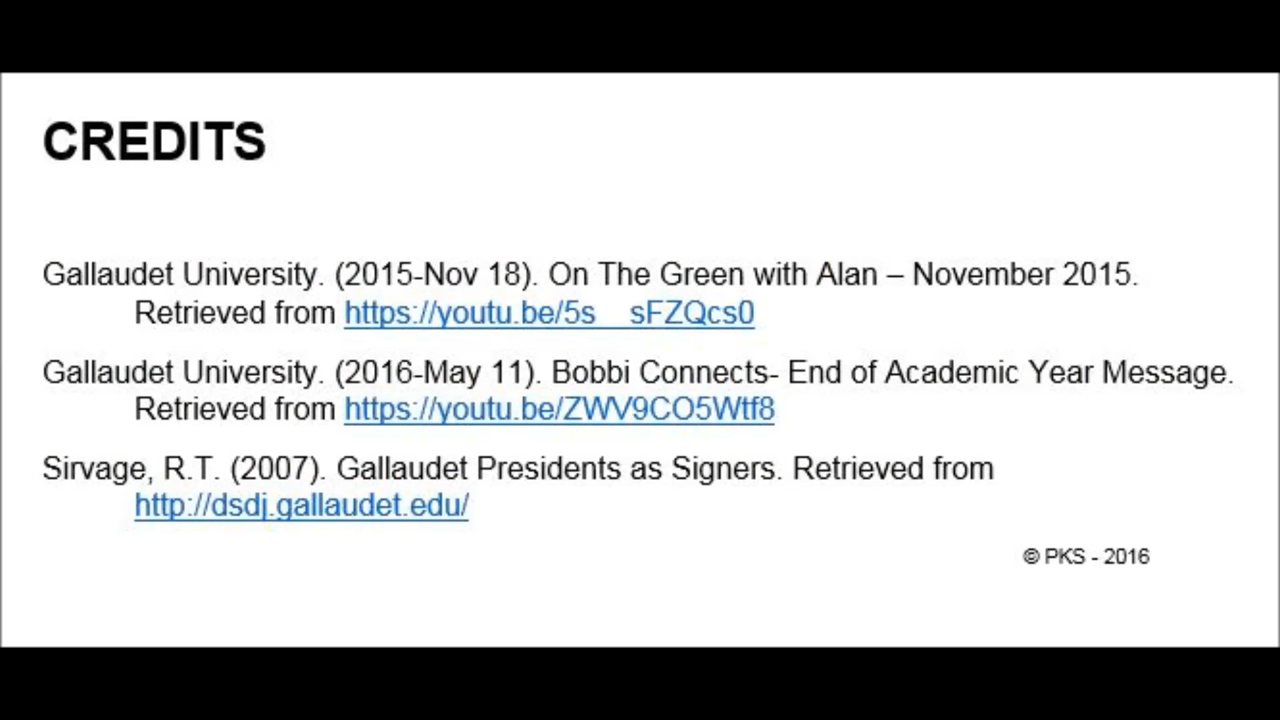 CREDITS
Gallaudet University. (2015-Nov 18). On The Green with Alan – November 2015.
Retrieved from https://youtu.be/5s__sFZQcs0
Gallaudet University. (2016-May 11). Bobbi Connects- End of Academic Year Message.
Retrieved from https://youtu.be/ZWV9CO5Wtf8
Sirvage, R.T. (2007). Gallaudet Presidents as Signers. Retrieved from
http://dsdj.gallaudet.edu/
© PKS - 2016